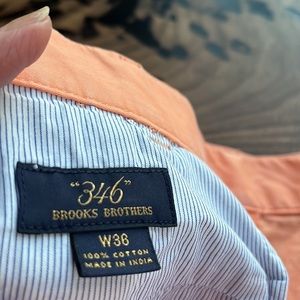 "346"
BROOKS BROTHERS
W36
100% COTTON
MADE IN INDIA